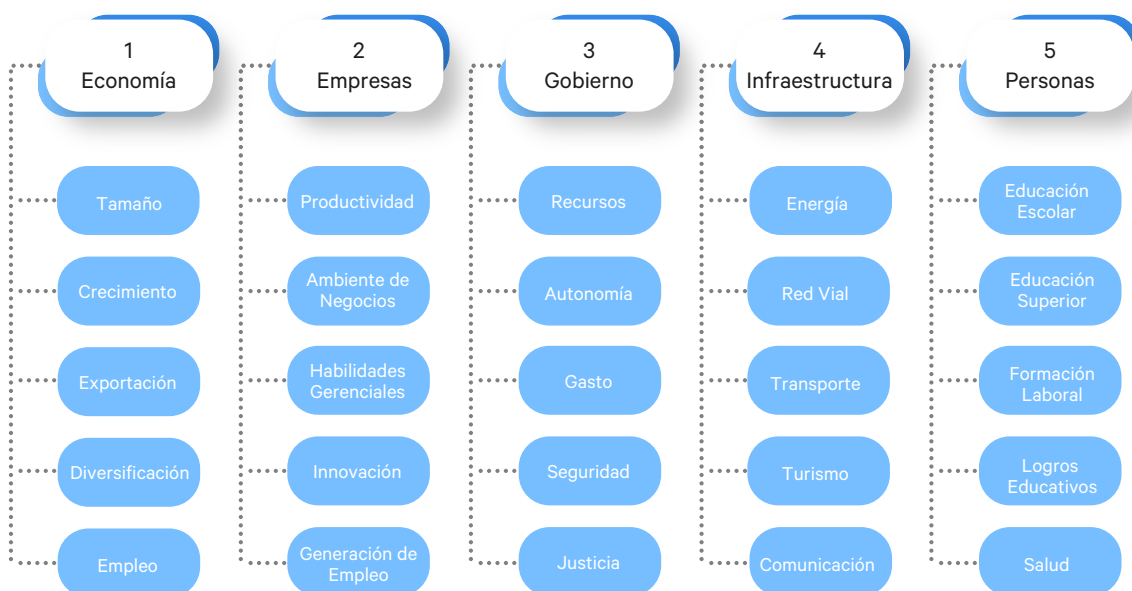 1
Economía
Tamaño
Crecimiento
Exportación
Diversificación
Empleo
2
Empresas
Productividad
Ambiente de
Negocios
Habilidades
Gerenciales
Innovación
Generación de
Empleo
3
Gobierno
Recursos
Autonomía
Gasto
Seguridad
Justicia
4
Infraestructura
Energía
Red Vial
Transporte
Turismo
Comunicación
5
Personas
Educación
Escolar
Educación
Superior
Formación
Laboral
Logros
Educativos
Salud